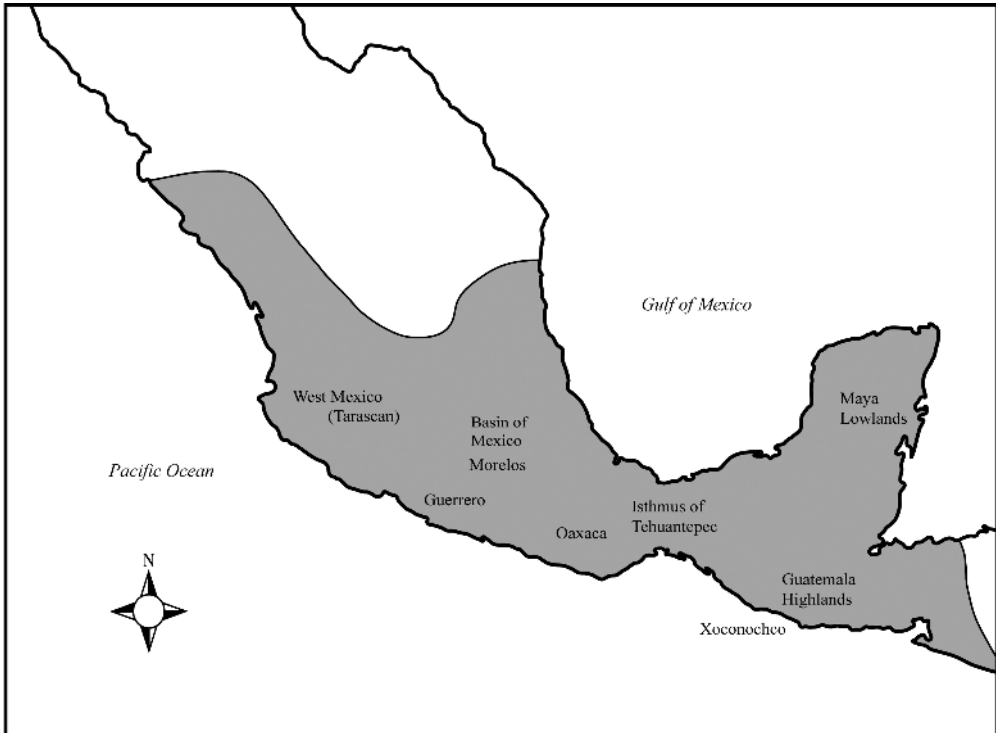 Gulf of Mexico
West Mexico
(Tarascan)
Maya
Lowlands
Basin of
Mexico
Morelos
Pacific Ocean
Guerrero
Isthmus of
Tehuantepec
Oaxaca
N
Guatemala
Highlands
Xoconochco